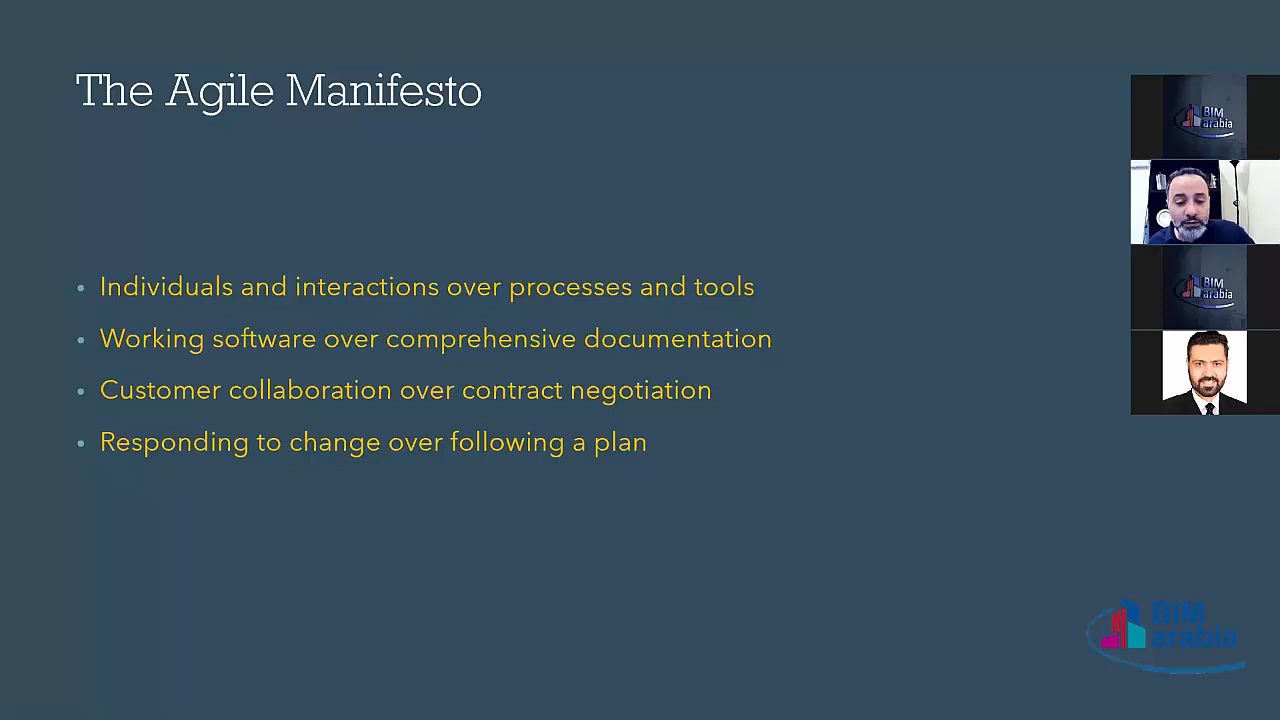 The Agile Manifesto
Individuals and interactions over processes and tools
Working software over comprehensive documentation
Customer collaboration over contract negotiation
Responding to change over following a plan
BIM
arabia
BIM
arabia
BIM
arabia